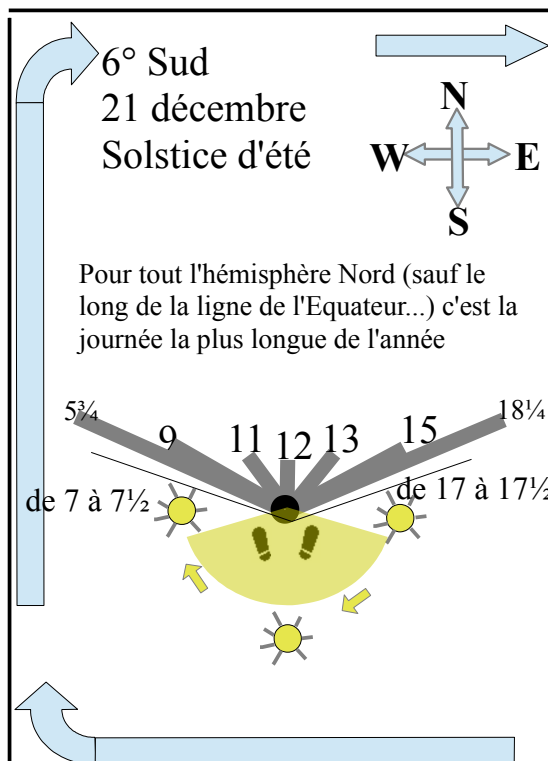 6° Sud
21 décembre
Solstice d'été
N
W E
S
Pour tout l'hémisphère Nord (sauf le
long de la ligne de l'Equateur...) c'est la
journée la plus longue de l'année
5¾ 9 11 12 13 15 18¼
de 7 à 7½ de 17 à 17½